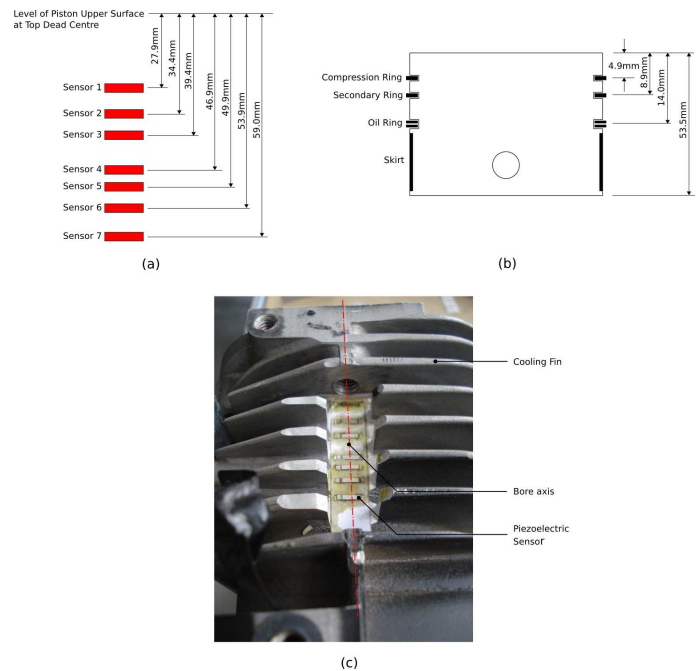 Level of Piston Upper Surface
at Top Dead Centre
27.9mm
34.4mm
39.4mm
46.9mm
49.9mm
53.9mm
59.0mm
Sensor 1
Sensor 2
Sensor 3
Sensor 4
Sensor 5
Sensor 6
Sensor 7
(a)
Compression Ring
Secondary Ring
Oil Ring
Skirt
4.9mm
8.9mm
14.0mm
53.5mm
(b)
Cooling Fin
Bore axis
Piezoelectric
Sensor
(c)